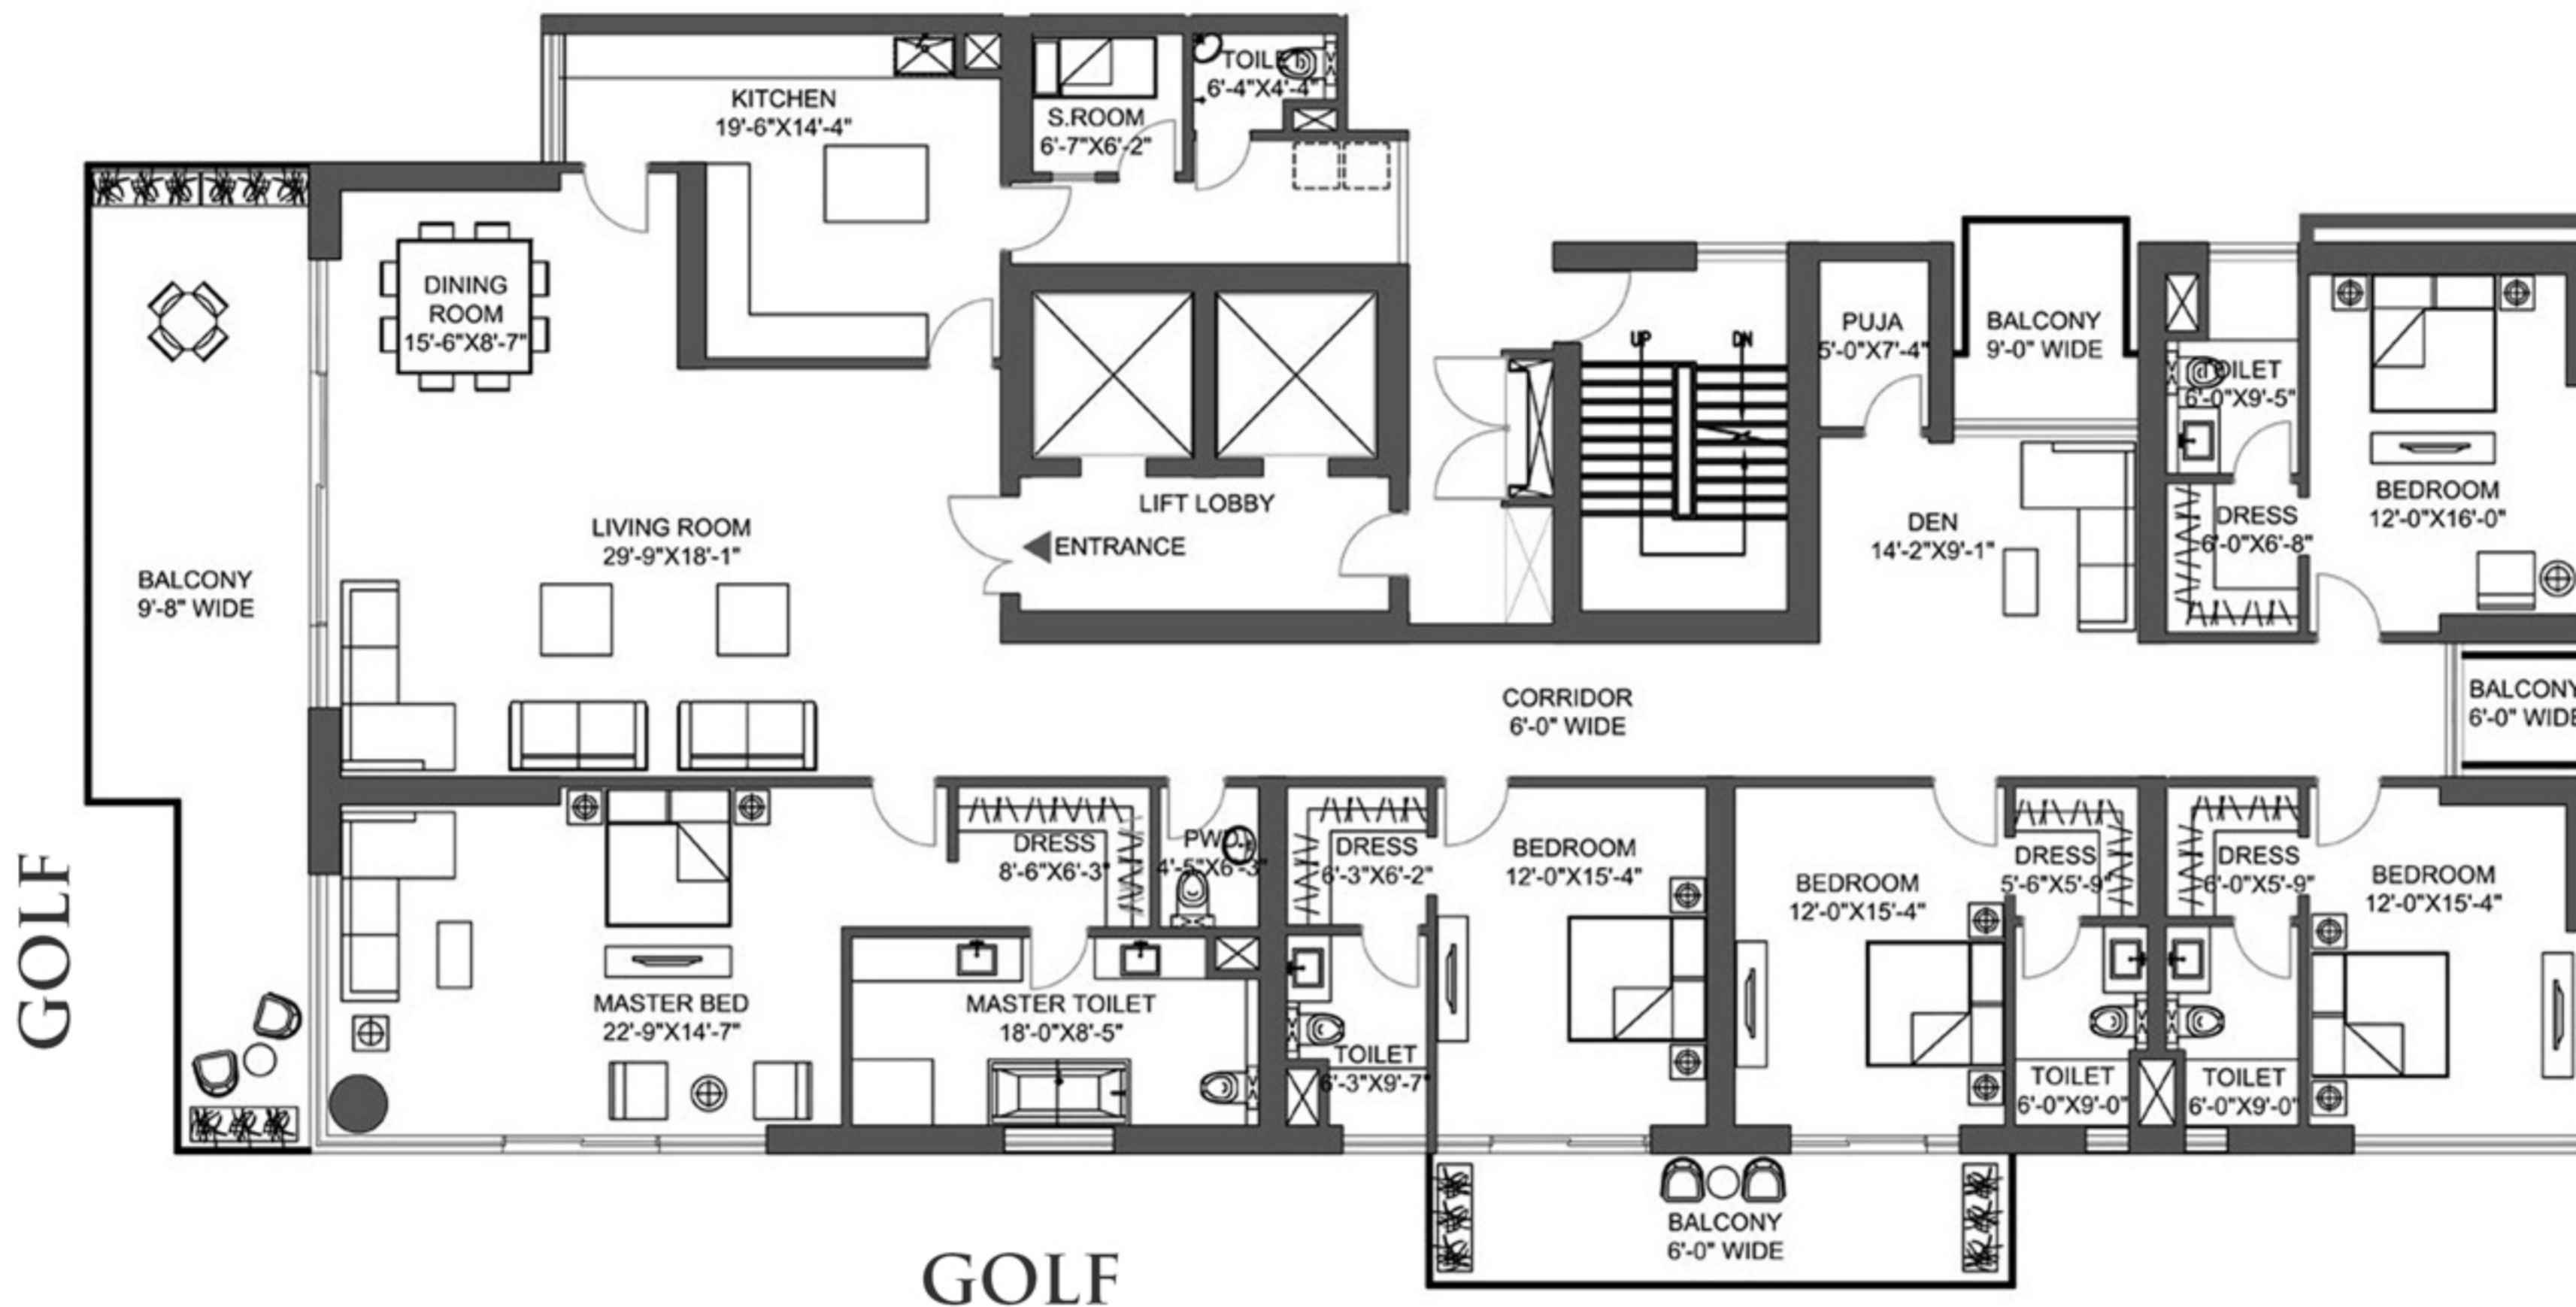 KITCHEN
19'-6"X14'-4"
S.ROOM
6'-7"X6'-2"
TOILET
6'-4"X4'-4"
DINING
ROOM
15'-6"X8'-7"
UP
DN
PUJA
5'-0"X7'-4"
BALCONY
9'-0" WIDE
TOILET
6'-0"X9'-5"
BEDROOM
12'-0"X16'-0"
DRESS
6'-0"X6'-8"
LIFT LOBBY
ENTRANCE
LIVING ROOM
29'-9"X18'-1"
DEN
14'-2"X9'-1"
BALCONY
9'-8" WIDE
CORRIDOR
6'-0" WIDE
BALCONY
6'-0" WIDE
DRESS
8'-6"X6'-3"
PWD.
4'-5"X6'-3"
DRESS
6'-3"X6'-2"
BEDROOM
12'-0"X15'-4"
BEDROOM
12'-0"X15'-4"
DRESS
5'-6"X5'-9"
DRESS
6'-0"X5'-9"
BEDROOM
12'-0"X15'-4"
MASTER BED
22'-9"X14'-7"
MASTER TOILET
18'-0"X8'-5"
TOILET
6'-3"X9'-7"
TOILET
6'-0"X9'-0"
TOILET
6'-0"X9'-0"
BALCONY
6'-0" WIDE
GOLF
GOLF